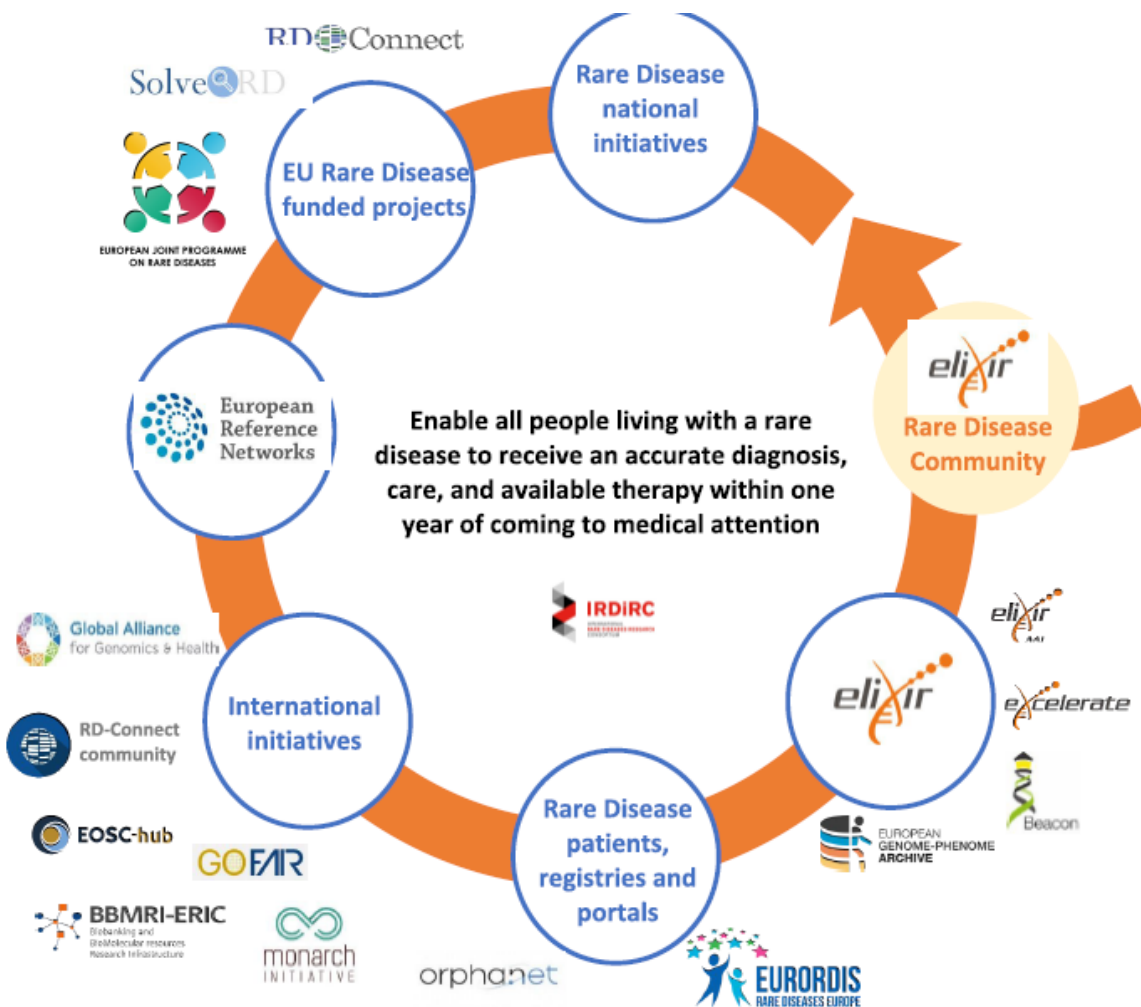 RD Connect
Solve RD
EUROPEAN JOINT PROGRAMME
ON RARE DISEASES
EU Rare Disease
funded projects
Rare Disease
national
initiatives
European
Reference
Networks
Enable all people living with a rare
disease to receive an accurate diagnosis,
care, and available therapy within one
year of coming to medical attention
elixir
Rare Disease
Community
IRDiRC
INTERNATIONAL
RARE DISEASES RESEARCH
CONSORTIUM
Global Alliance
for Genomics & Health
RD-Connect
community
International
initiatives
elixir
elixir
AAI
excelerate
Beacon
EUROPEAN
GENOME-PHENOME
ARCHIVE
Rare Disease
patients,
registries and
portals
EOSC-hub
GO FAIR
BBMRI-ERIC
Biobanking and
BioMolecular resources
Research Infrastructure
monarch
INITIATIVE
orphanet
EURORDIS
RARE DISEASES EUROPE